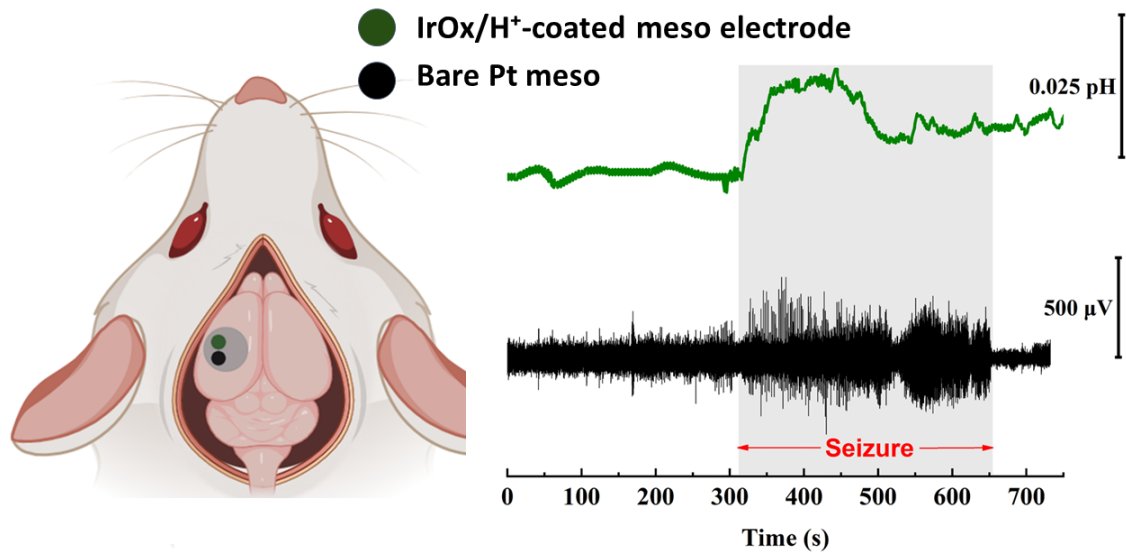 IrOx/H⁺-coated meso electrode
Bare Pt meso
0.025 pH
500 µV
Seizure
0 100 200 300 400 500 600 700
Time (s)